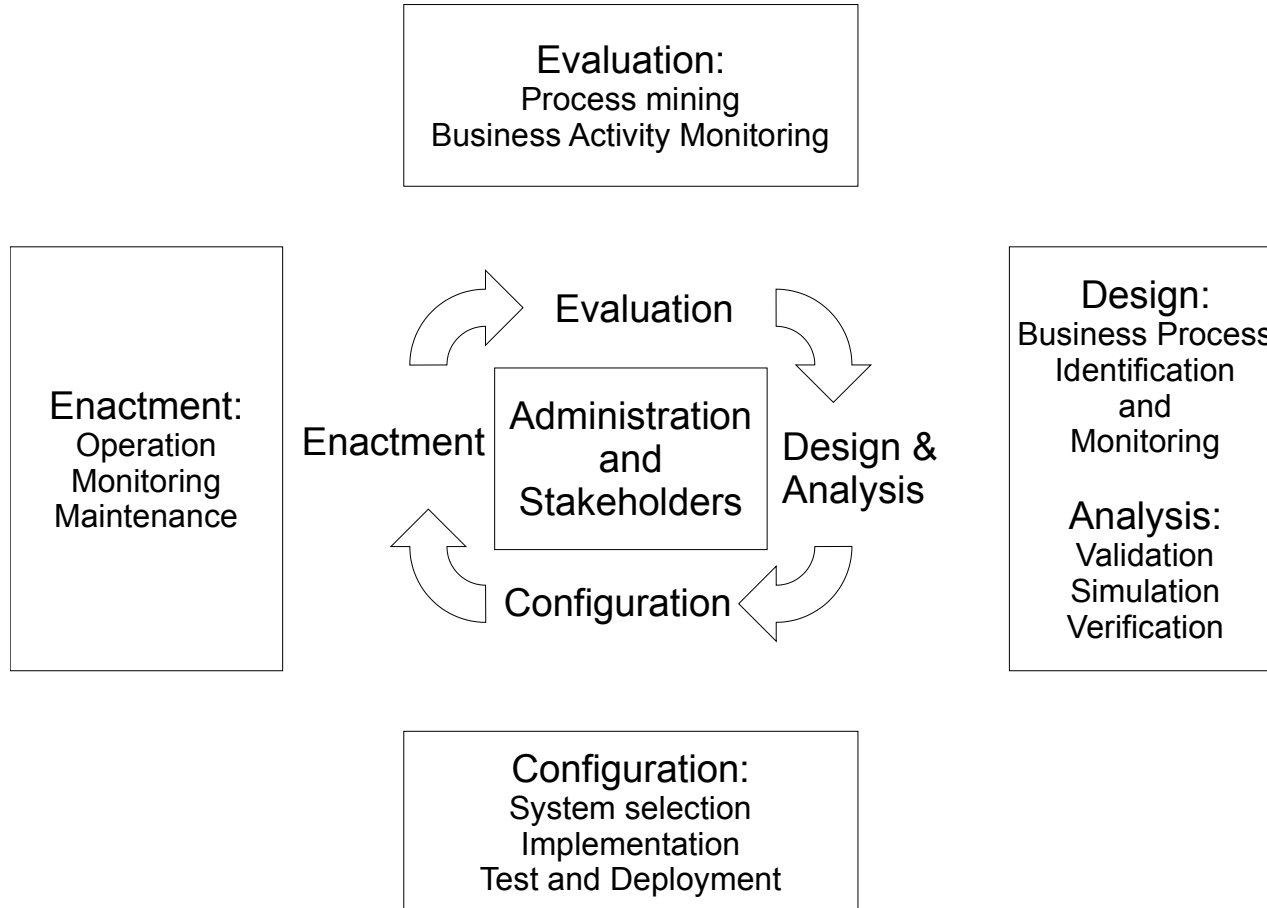 Evaluation:
Process mining
Business Activity Monitoring
Enactment:
Operation
Monitoring
Maintenance
Evaluation
Enactment
Administration
and
Stakeholders
Design &
Analysis
Configuration
Design:
Business Process
Identification
and
Monitoring
Analysis:
Validation
Simulation
Verification
Configuration:
System selection
Implementation
Test and Deployment